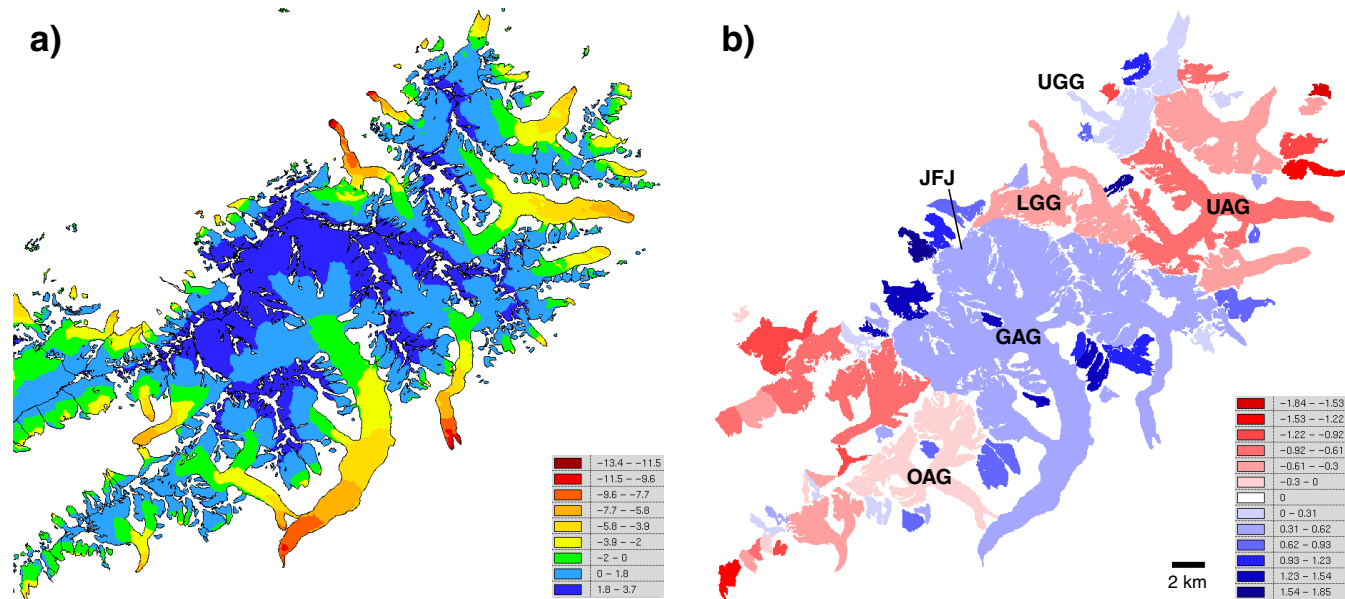 a)
b)
UGG
JFJ
LGG
UAG
GAG
OAG
−13.4 − −11.5
−11.5 − −9.6
−9.6 − −7.7
−7.7 − −5.8
−5.8 − −3.9
−3.9 − −2
−2 − 0
0 − 1.8
1.8 − 3.7
2 km
−1.84 − −1.53
−1.53 − −1.22
−1.22 − −0.92
−0.92 − −0.61
−0.61 − −0.3
−0.3 − 0
0
0 − 0.31
0.31 − 0.62
0.62 − 0.93
0.93 − 1.23
1.23 − 1.54
1.54 − 1.85